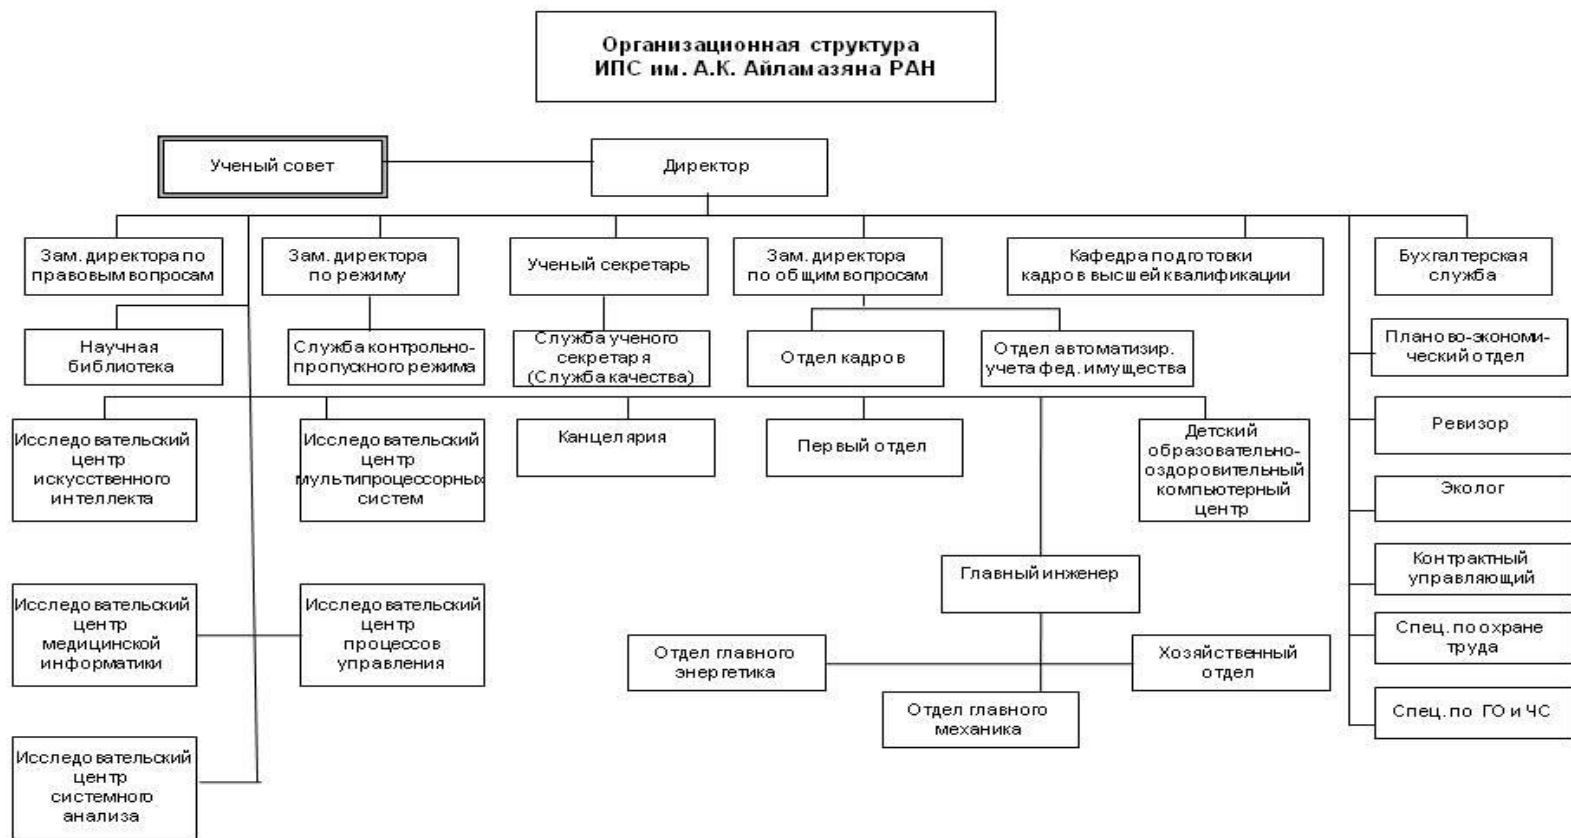 Организационная структура
ИПС им. А.К. Айламазяна РАН
Ученый совет
Директор
Зам. директора по
правовым вопросам
Зам. директора
по режиму
Ученый секретарь
Зам. директора
по общим вопросам
Кафедра подготовки
кадров высшей квалификации
Бухгалтерская
служба
Научная
библиотека
Служба контрольно-
пропускного режима
Служба ученого
секретаря
(Служба качества)
Отдел кадров
Отдел автоматизир.
учета фед. имущества
Планово-экономи-
ческий отдел
Исследовательский
центр
искусственного
интеллекта
Исследовательский
центр
мультипроцессорных
систем
Канцелярия
Первый отдел
Детский
образовательно-
оздоровительный
компьютерный
центр
Ревизор
Эколог
Главный инженер
Контрактный
управляющий
Исследовательский
центр
медицинской
информатики
Исследовательский
центр
процессов
управления
Отдел главного
энергетика
Хозяйственный
отдел
Спец. по охране
труда
Отдел главного
механика
Спец. по ГО и ЧС
Исследовательский
центр
системного
анализа